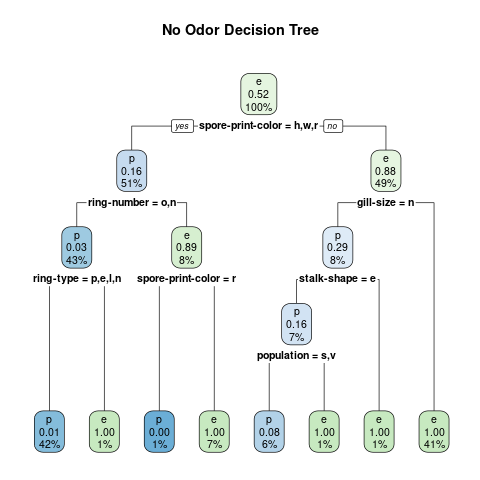 No Odor Decision Tree
e
0.52
100%
yes spore-print-color = h,w,r no
p
0.16
51%
e
0.88
49%
ring-number = o,n
gill-size = n
p
0.03
43%
e
0.89
8%
p
0.29
8%
ring-type = p,e,l,n
spore-print-color = r
stalk-shape = e
p
0.16
7%
population = s,v
p
0.01
42%
e
1.00
1%
p
0.00
1%
e
1.00
7%
p
0.08
6%
e
1.00
1%
e
1.00
1%
e
1.00
41%